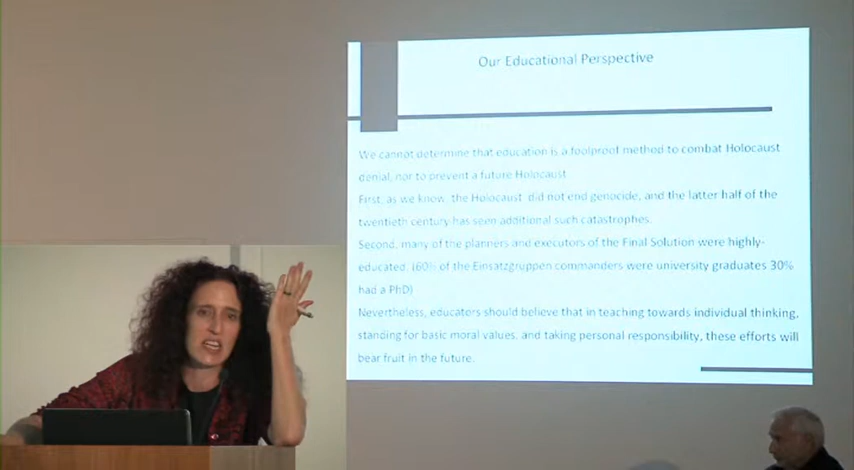 Our Educational Perspective
We cannot determine that education is a foolproof method to combat Holocaust
denial, nor to prevent a future Holocaust
First, as we know, the Holocaust did not end genocide, and the latter half of the
twentieth century has seen additional such catastrophes.
Second, many of the planners and executors of the Final Solution were highly-
educated. (60% of the Einsatzgruppen commanders were university graduates 30%
had a PhD)
Nevertheless, educators should believe that in teaching towards individual thinking,
standing for basic moral values, and taking personal responsibility, these efforts will
bear fruit in the future.